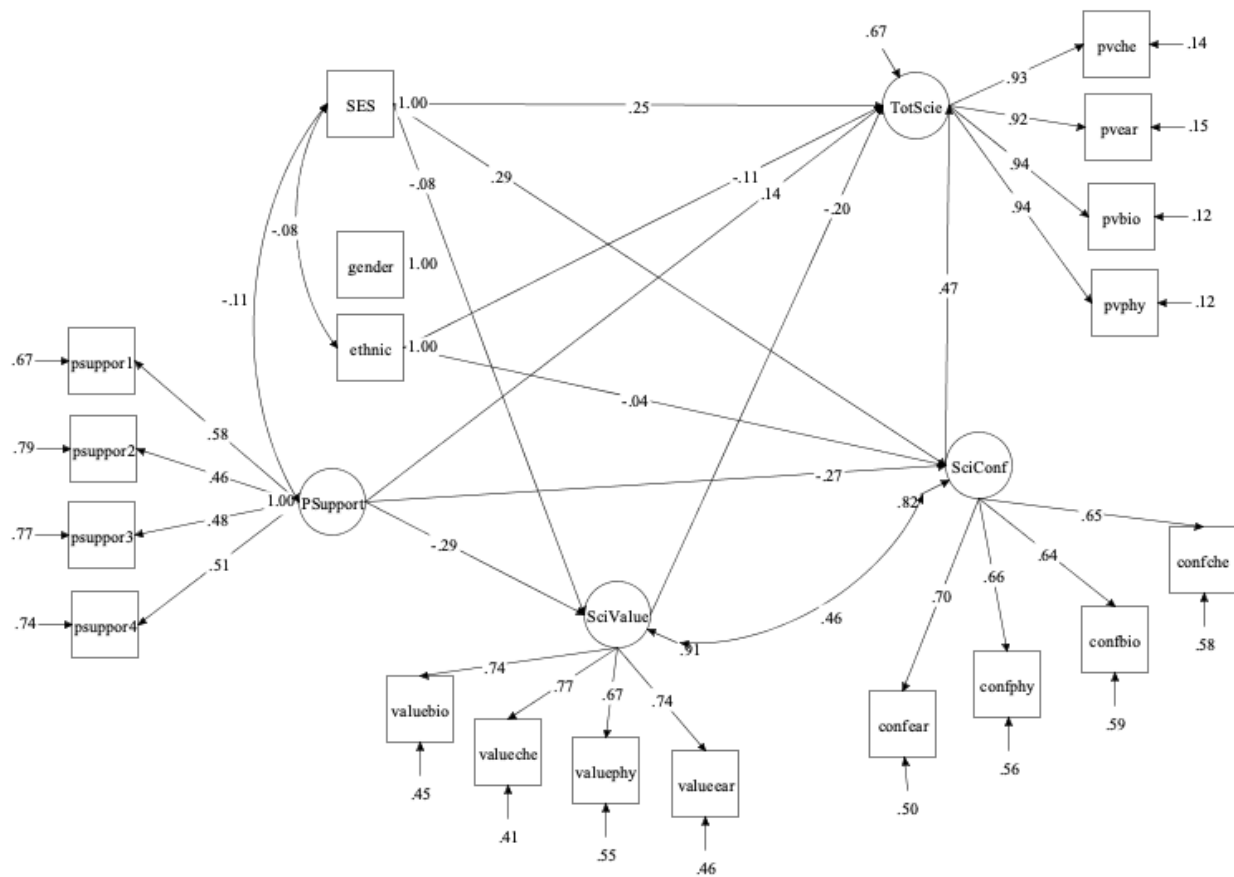 .67
pvche
.14
.93
SES
1.00
.25
TotScie
.92
pvear
.15
-.08
.29
-.11
.14
.94
-.20
.94
pvbio
.12
-.08
gender
1.00
-.11
.47
pvphy
.12
ethnic
1.00
.67
psuppor1
-.04
.58
.79
psuppor2
.46
SciConf
1.00
PSupport
-.27
.82
.77
psuppor3
.48
.65
-.29
.51
.64
confche
.66
.70
SciValue
.46
.74
psuppor4
.91
confbio
.58
.74
.77
.67
.74
confphy
valuebio
confear
.59
valueche
valuephy
valueear
.56
.45
.50
.41
.55
.46